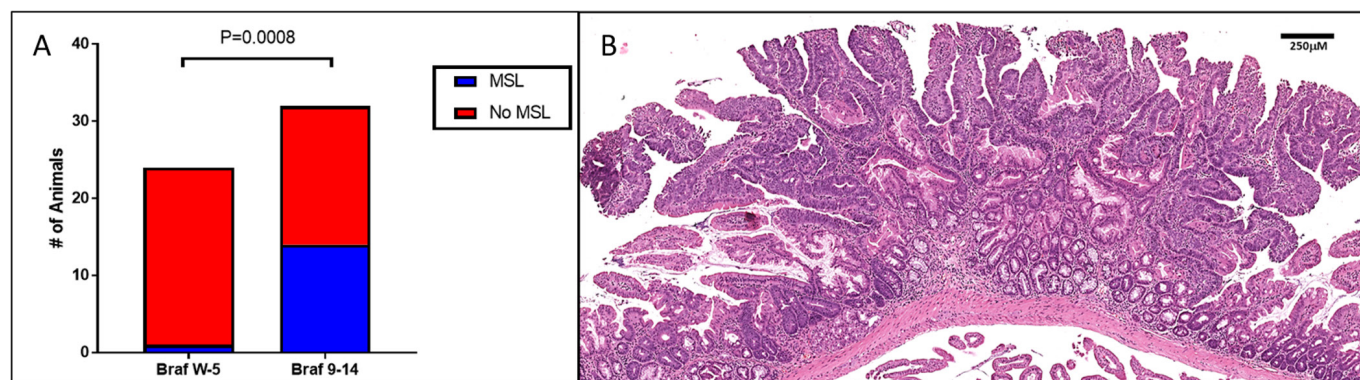 A
P=0.0008
40
30
20
10
0
# of Animals
Braf W-5
Braf 9-14
MSL
No MSL
B
250µM